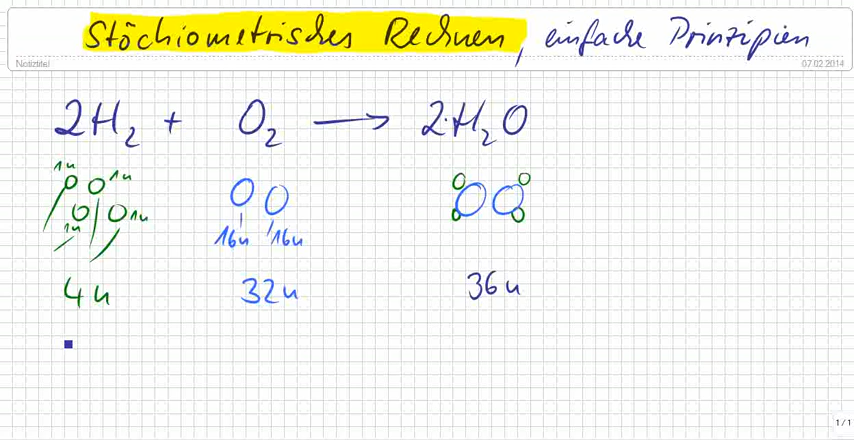 Stöchiometrisches Rechnen, einfache Prinzipien
Notiztitel 07.02.2014
2H₂ + O₂ → 2·H₂O
1u 1u
1u 1u
16u 16u
4u 32u 36u
1 / 1